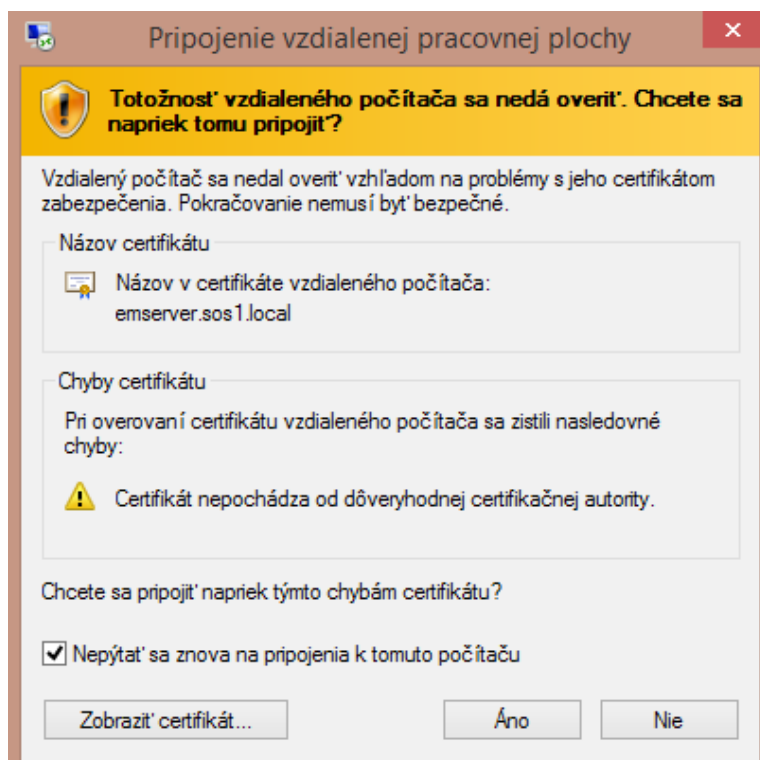 Pripojenie vzdialenej pracovnej plochy
Totožnosť vzdialeného počítača sa nedá overiť. Chcete sa
napriek tomu pripojiť?
Vzdialený počítač sa nedal overiť vzhľadom na problémy s jeho certifikátom
zabezpečenia. Pokračovanie nemusí byť bezpečné.
Názov certifikátu
Názov v certifikáte vzdialeného počítača:
emserver.sos1.local
Chyby certifikátu
Pri overovaní certifikátu vzdialeného počítača sa zistili nasledovné
chyby:
Certifikát nepochádza od dôveryhodnej certifikačnej autority.
Chcete sa pripojiť napriek týmto chybám certifikátu?
Nepýtať sa znova na pripojenia k tomuto počítaču
Zobraziť certifikát... Áno Nie